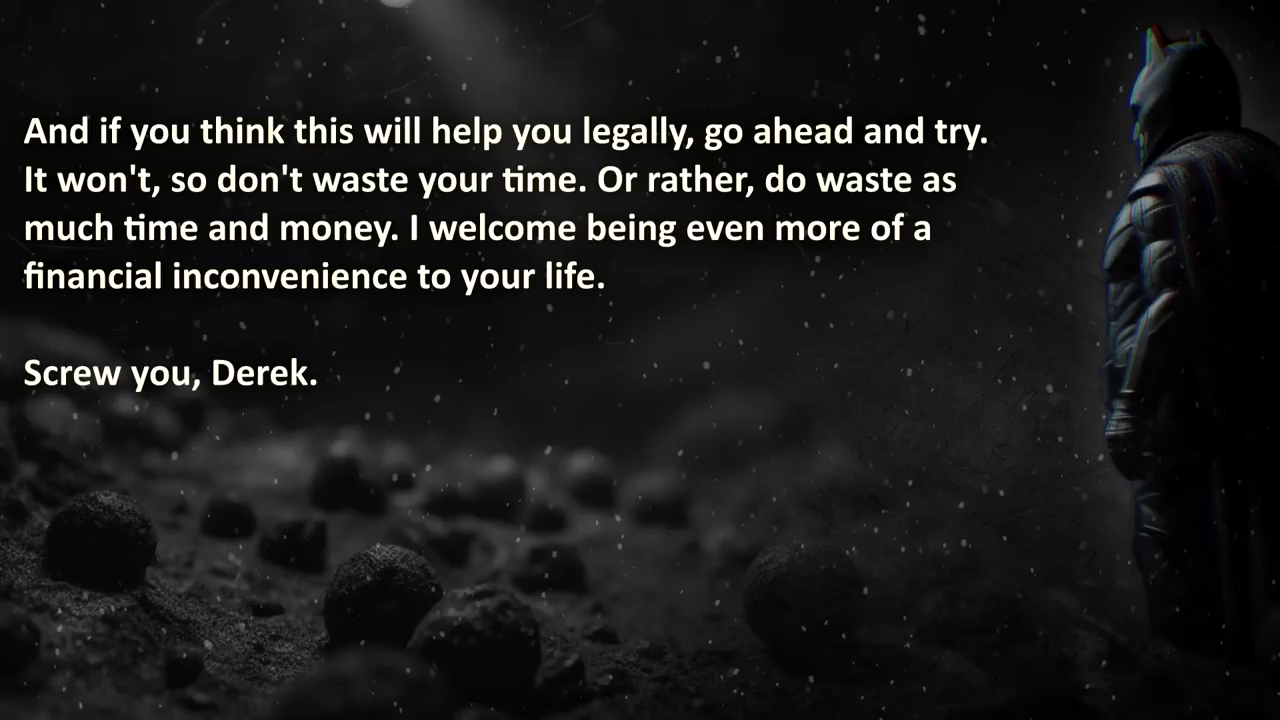 And if you think this will help you legally, go ahead and try.
It won't, so don't waste your time. Or rather, do waste as
much time and money. I welcome being even more of a
financial inconvenience to your life.
Screw you, Derek.